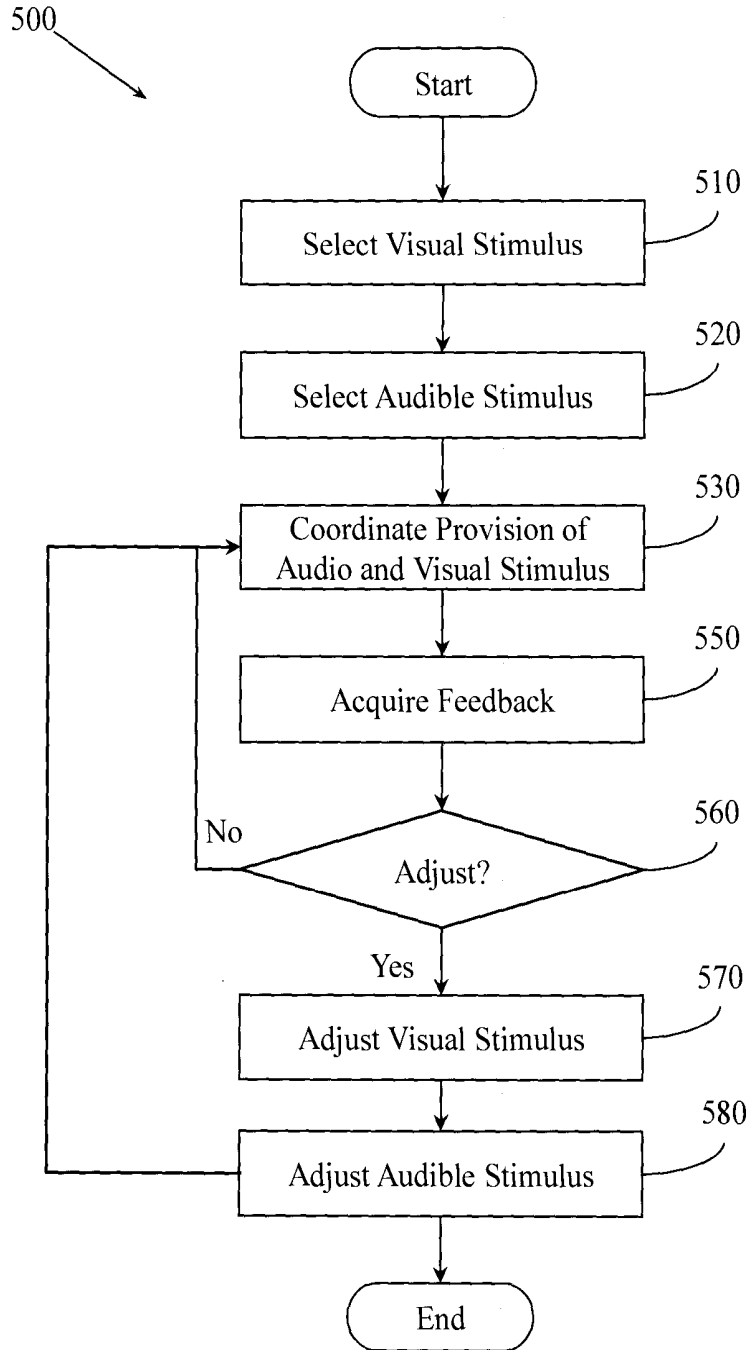 500
Start
510
Select Visual Stimulus
520
Select Audible Stimulus
530
Coordinate Provision of
Audio and Visual Stimulus
550
Acquire Feedback
No
560
Adjust?
Yes
570
Adjust Visual Stimulus
580
Adjust Audible Stimulus
End